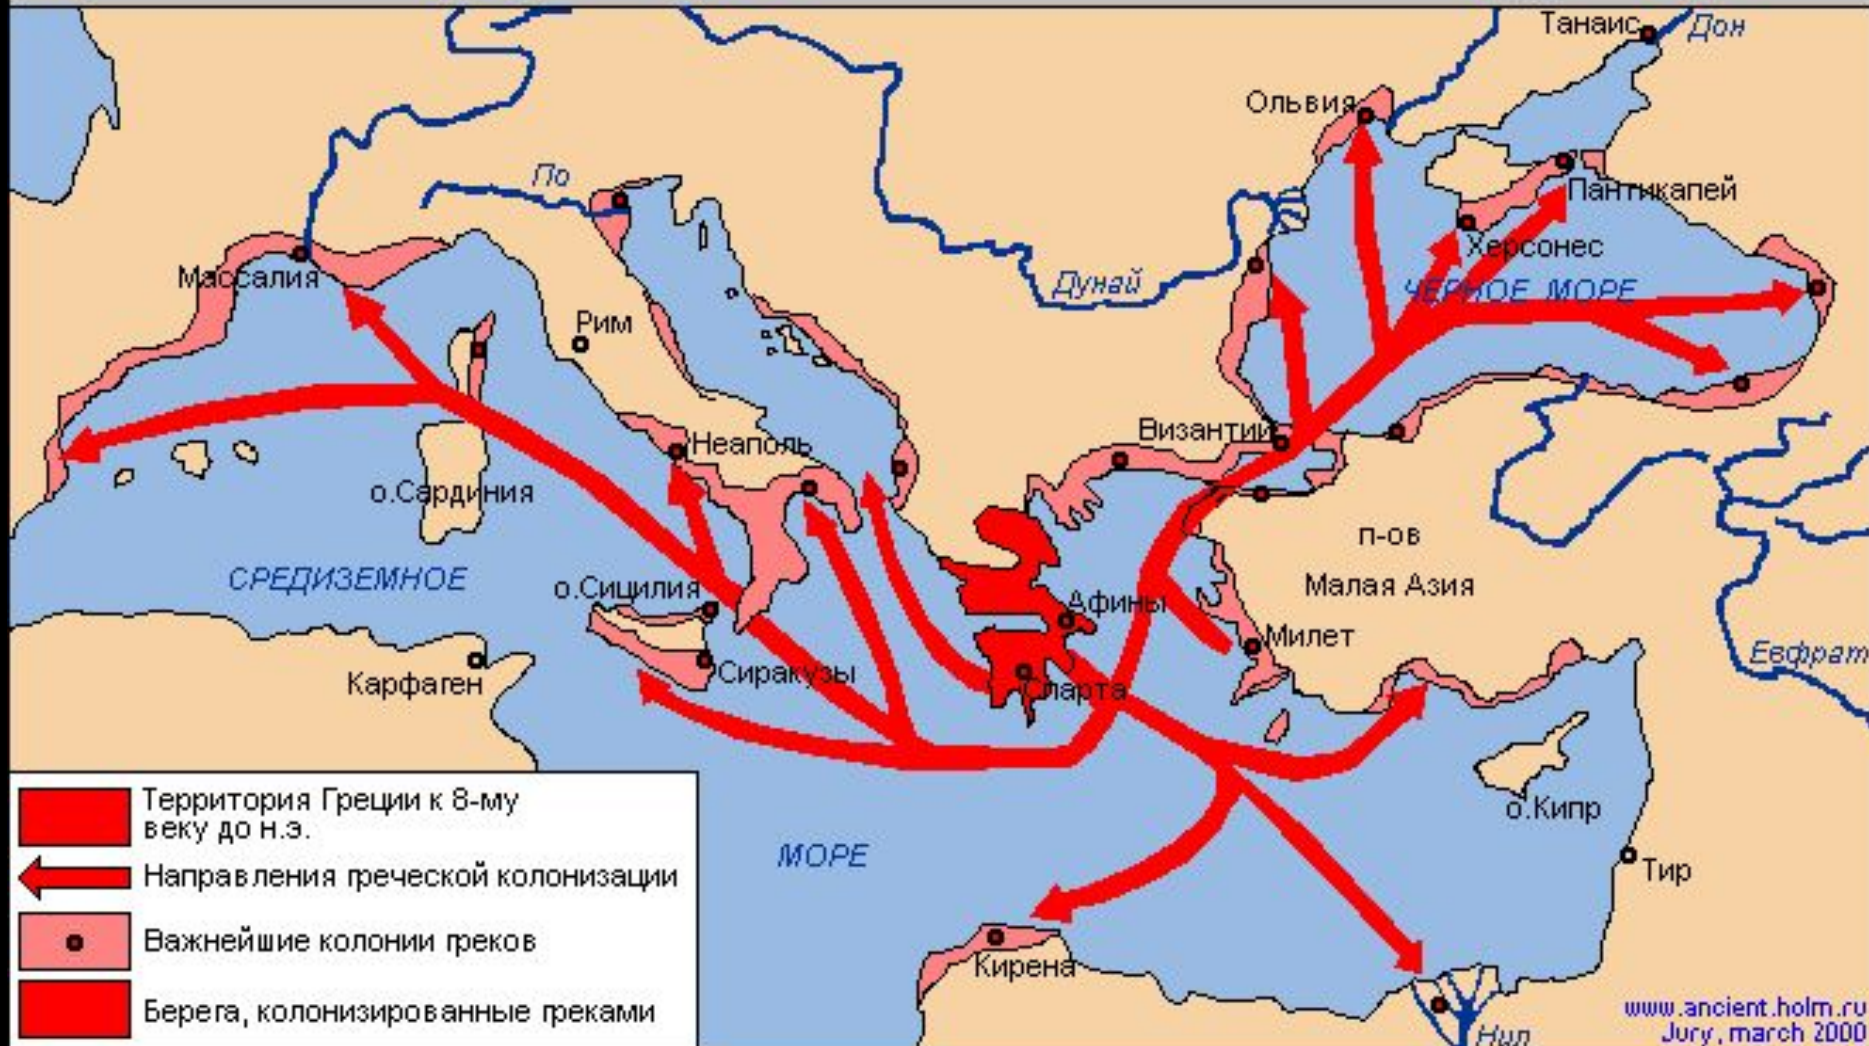 Танаис
Дон
Ольвия
По
Пантикапей
Массалия
Херсонес
Дунай
ЧЕРНОЕ МОРЕ
Рим
Византий
Неаполь
о.Сардиния
п-ов
Малая Азия
СРЕДИЗЕМНОЕ
о.Сицилия
Афины
Милет
Евфрат
Карфаген
Сиракузы
Спарта
о.Кипр
МОРЕ
Тир
Кирена
Нил
Территория Греции к 8-му
веку до н.э.
Направления греческой колонизации
Важнейшие колонии греков
Берега, колонизированные греками
www.ancient.holm.ru
Jury, march 2000